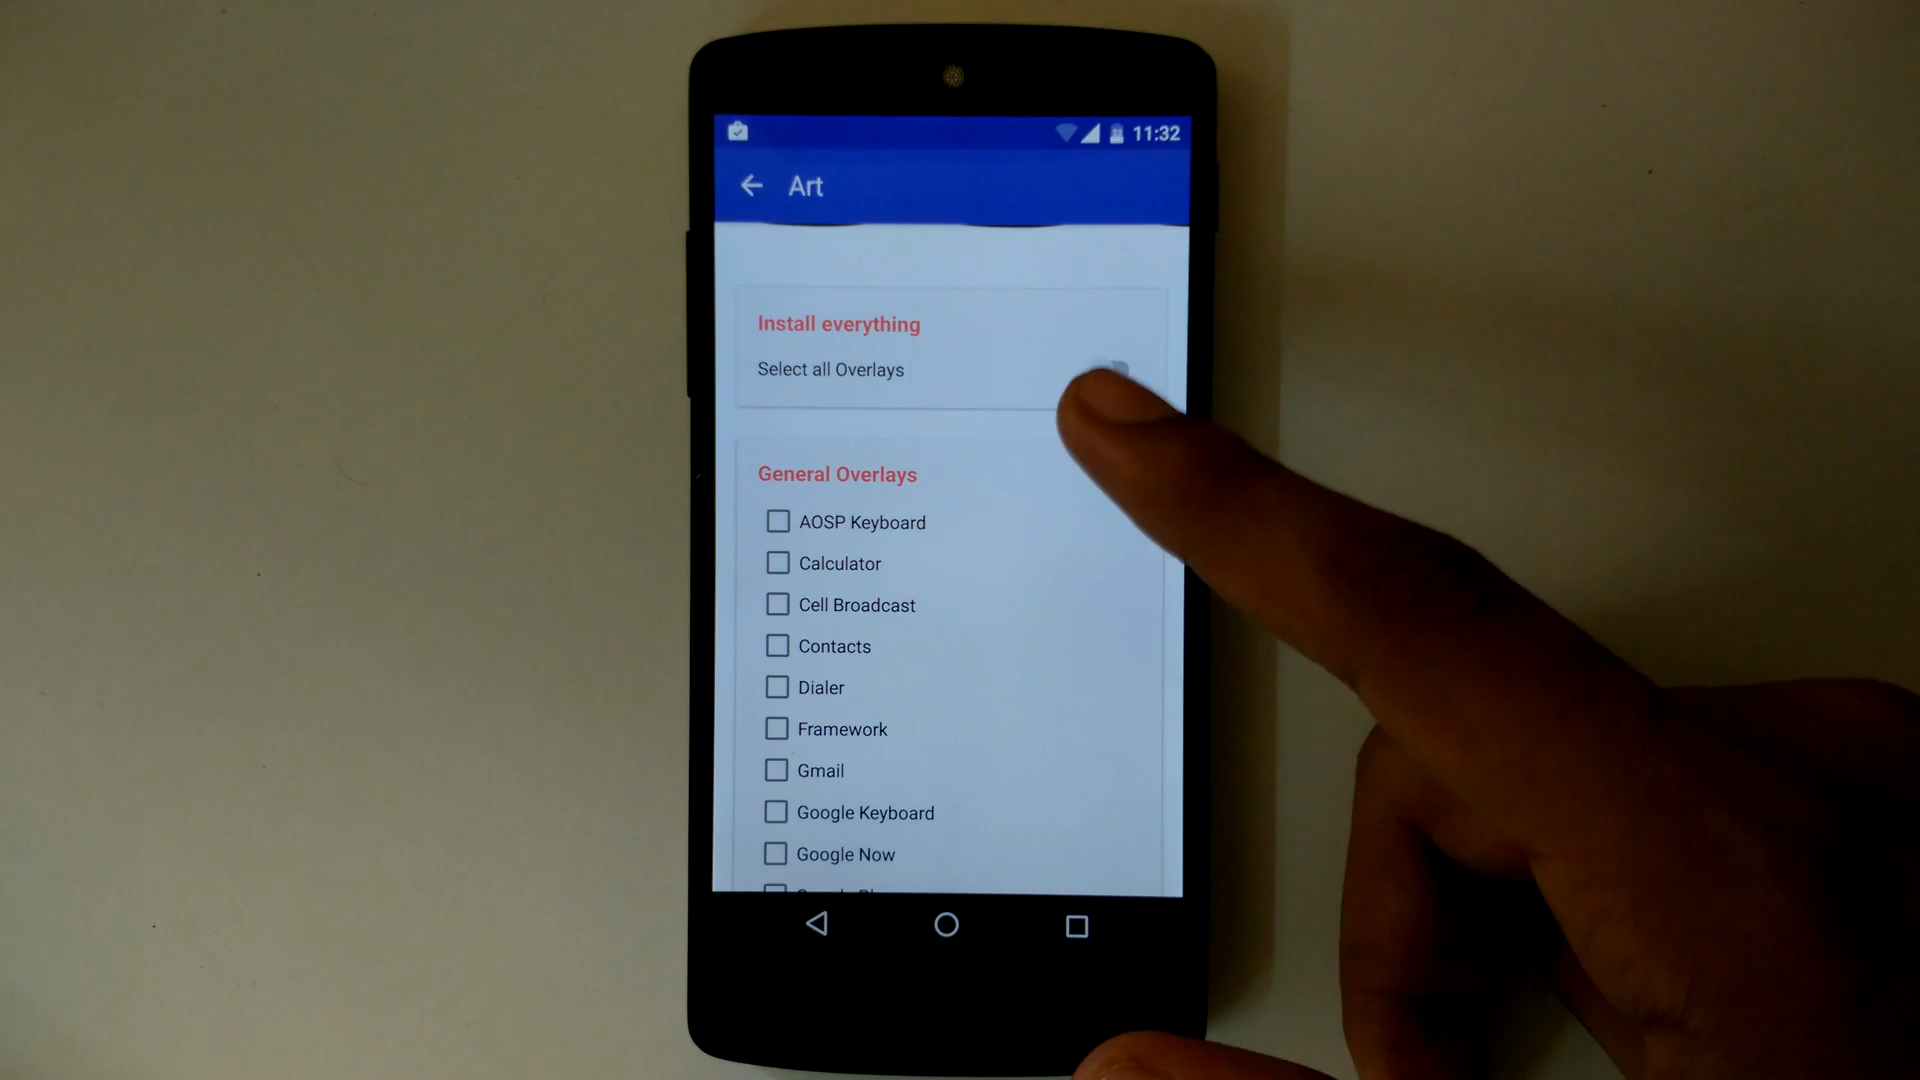 11:32
Art
Install everything
Select all Overlays
General Overlays
AOSP Keyboard
Calculator
Cell Broadcast
Contacts
Dialer
Framework
Gmail
Google Keyboard
Google Now